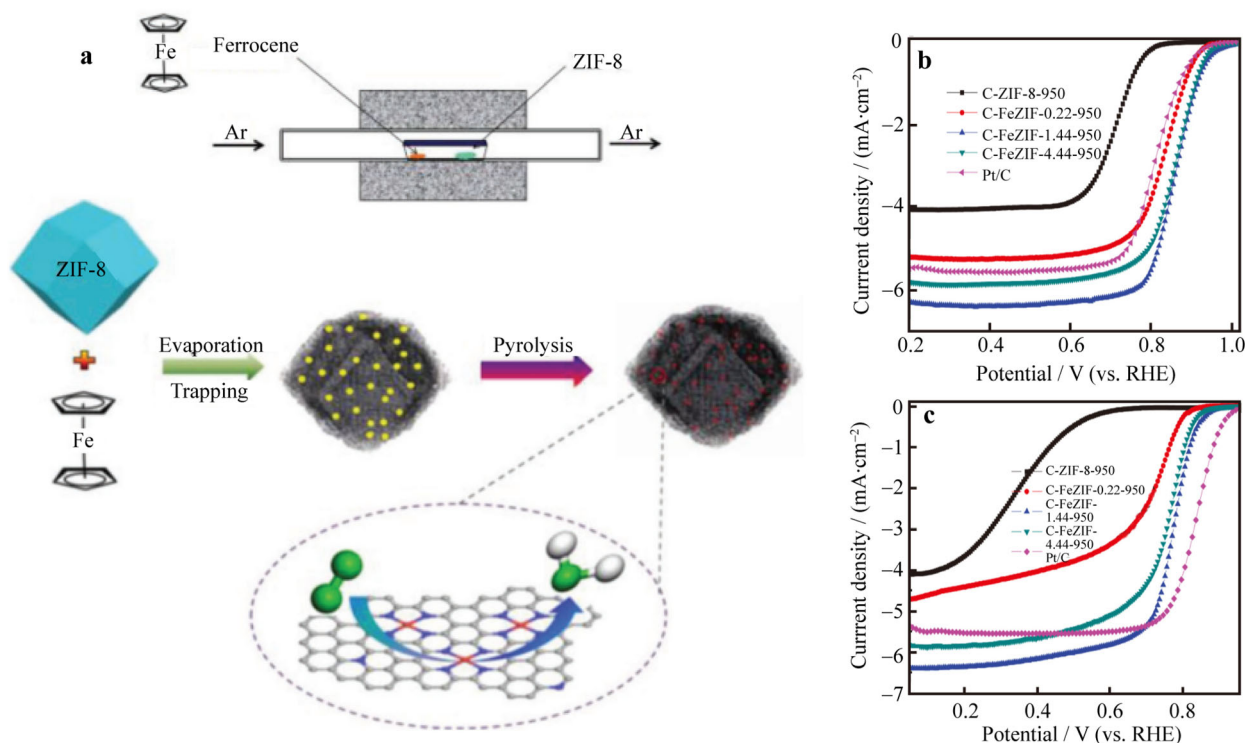 a
Fe
Ferrocene
ZIF-8
Ar
Ar
ZIF-8
Fe
Evaporation
Trapping
Pyrolysis
b
C-ZIF-8-950
C-FeZIF-0.22-950
C-FeZIF-1.44-950
C-FeZIF-4.44-950
Pt/C
0
−2
−4
−6
0.2 0.4 0.6 0.8 1.0
Currrent density / (mA·cm⁻²)
Potential / V (vs. RHE)
c
C-ZIF-8-950
C-FeZIF-0.22-950
C-FeZIF-
1.44-950
C-FeZIF-
4.44-950
Pt/C
0
−1
−2
−3
−4
−5
−6
−7
0.2 0.4 0.6 0.8
Currrent density / (mA·cm⁻²)
Potential / V (vs. RHE)